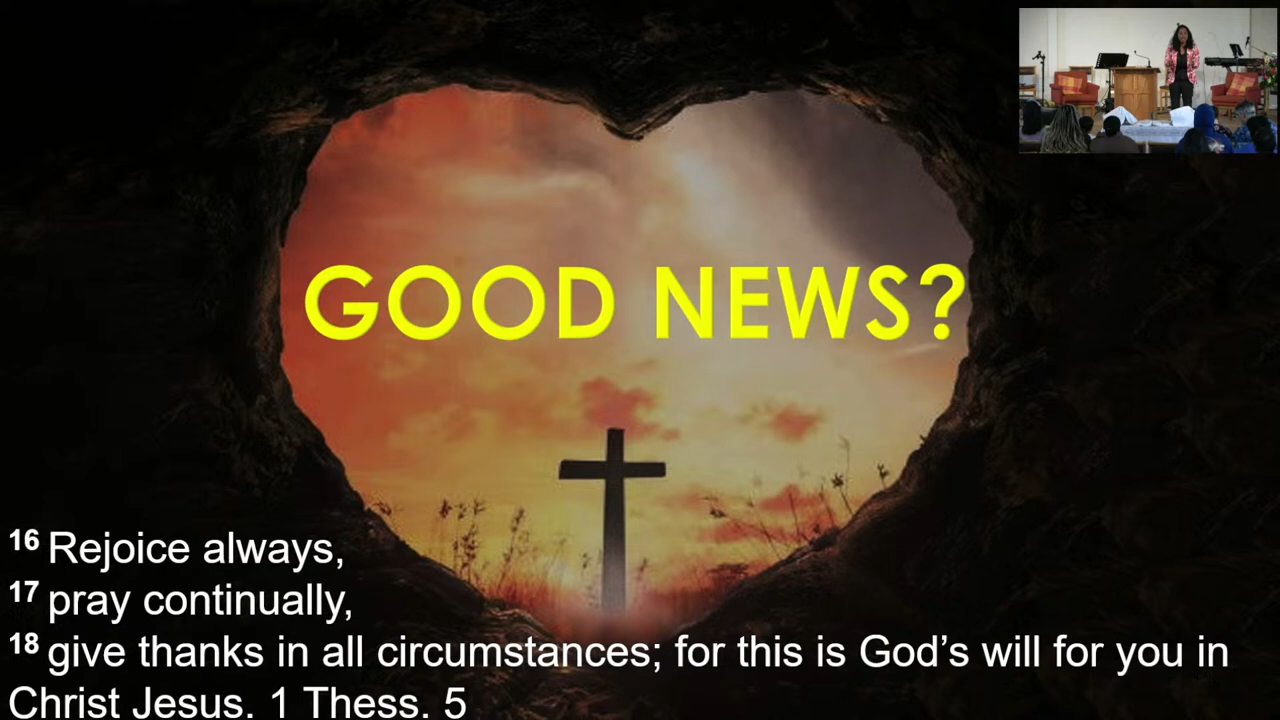 GOOD NEWS?
16 Rejoice always,
17 pray continually,
18 give thanks in all circumstances; for this is God’s will for you in
Christ Jesus. 1 Thess. 5